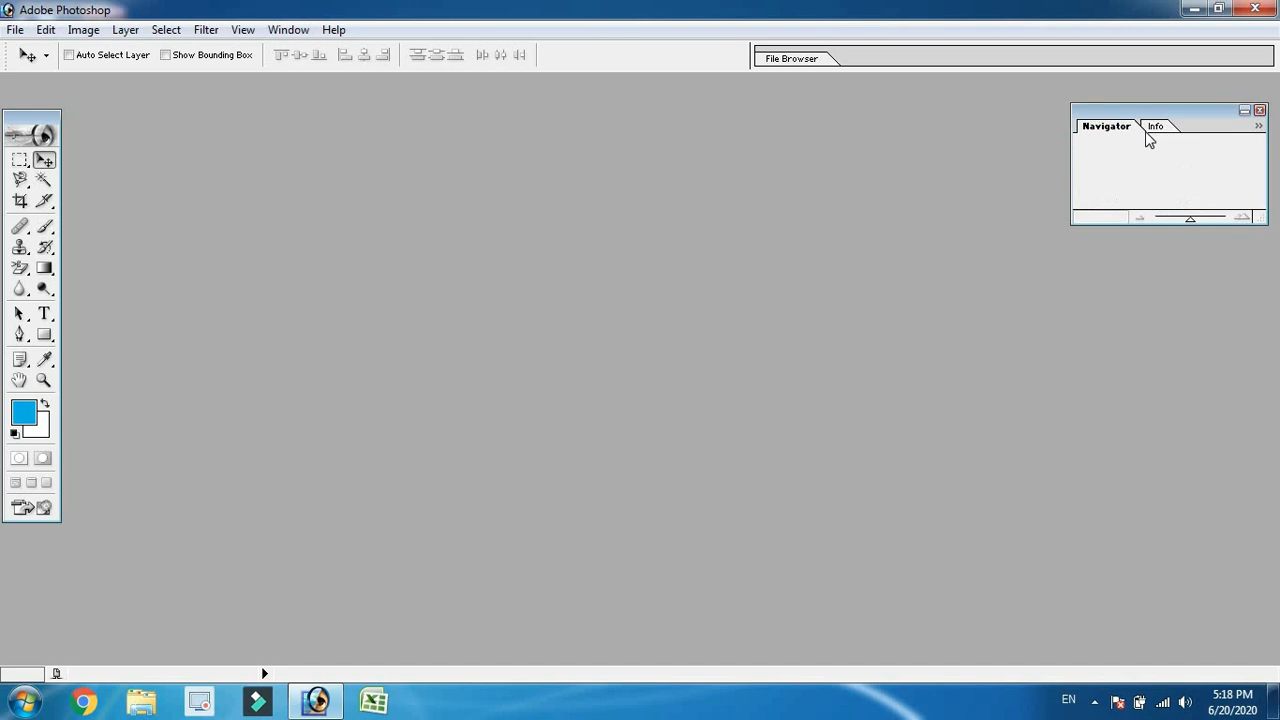 Adobe Photoshop
File Edit Image Layer Select Filter View Window Help
Auto Select Layer Show Bounding Box File Browser
Navigator Info
T
EN 5:18 PM
6/20/2020